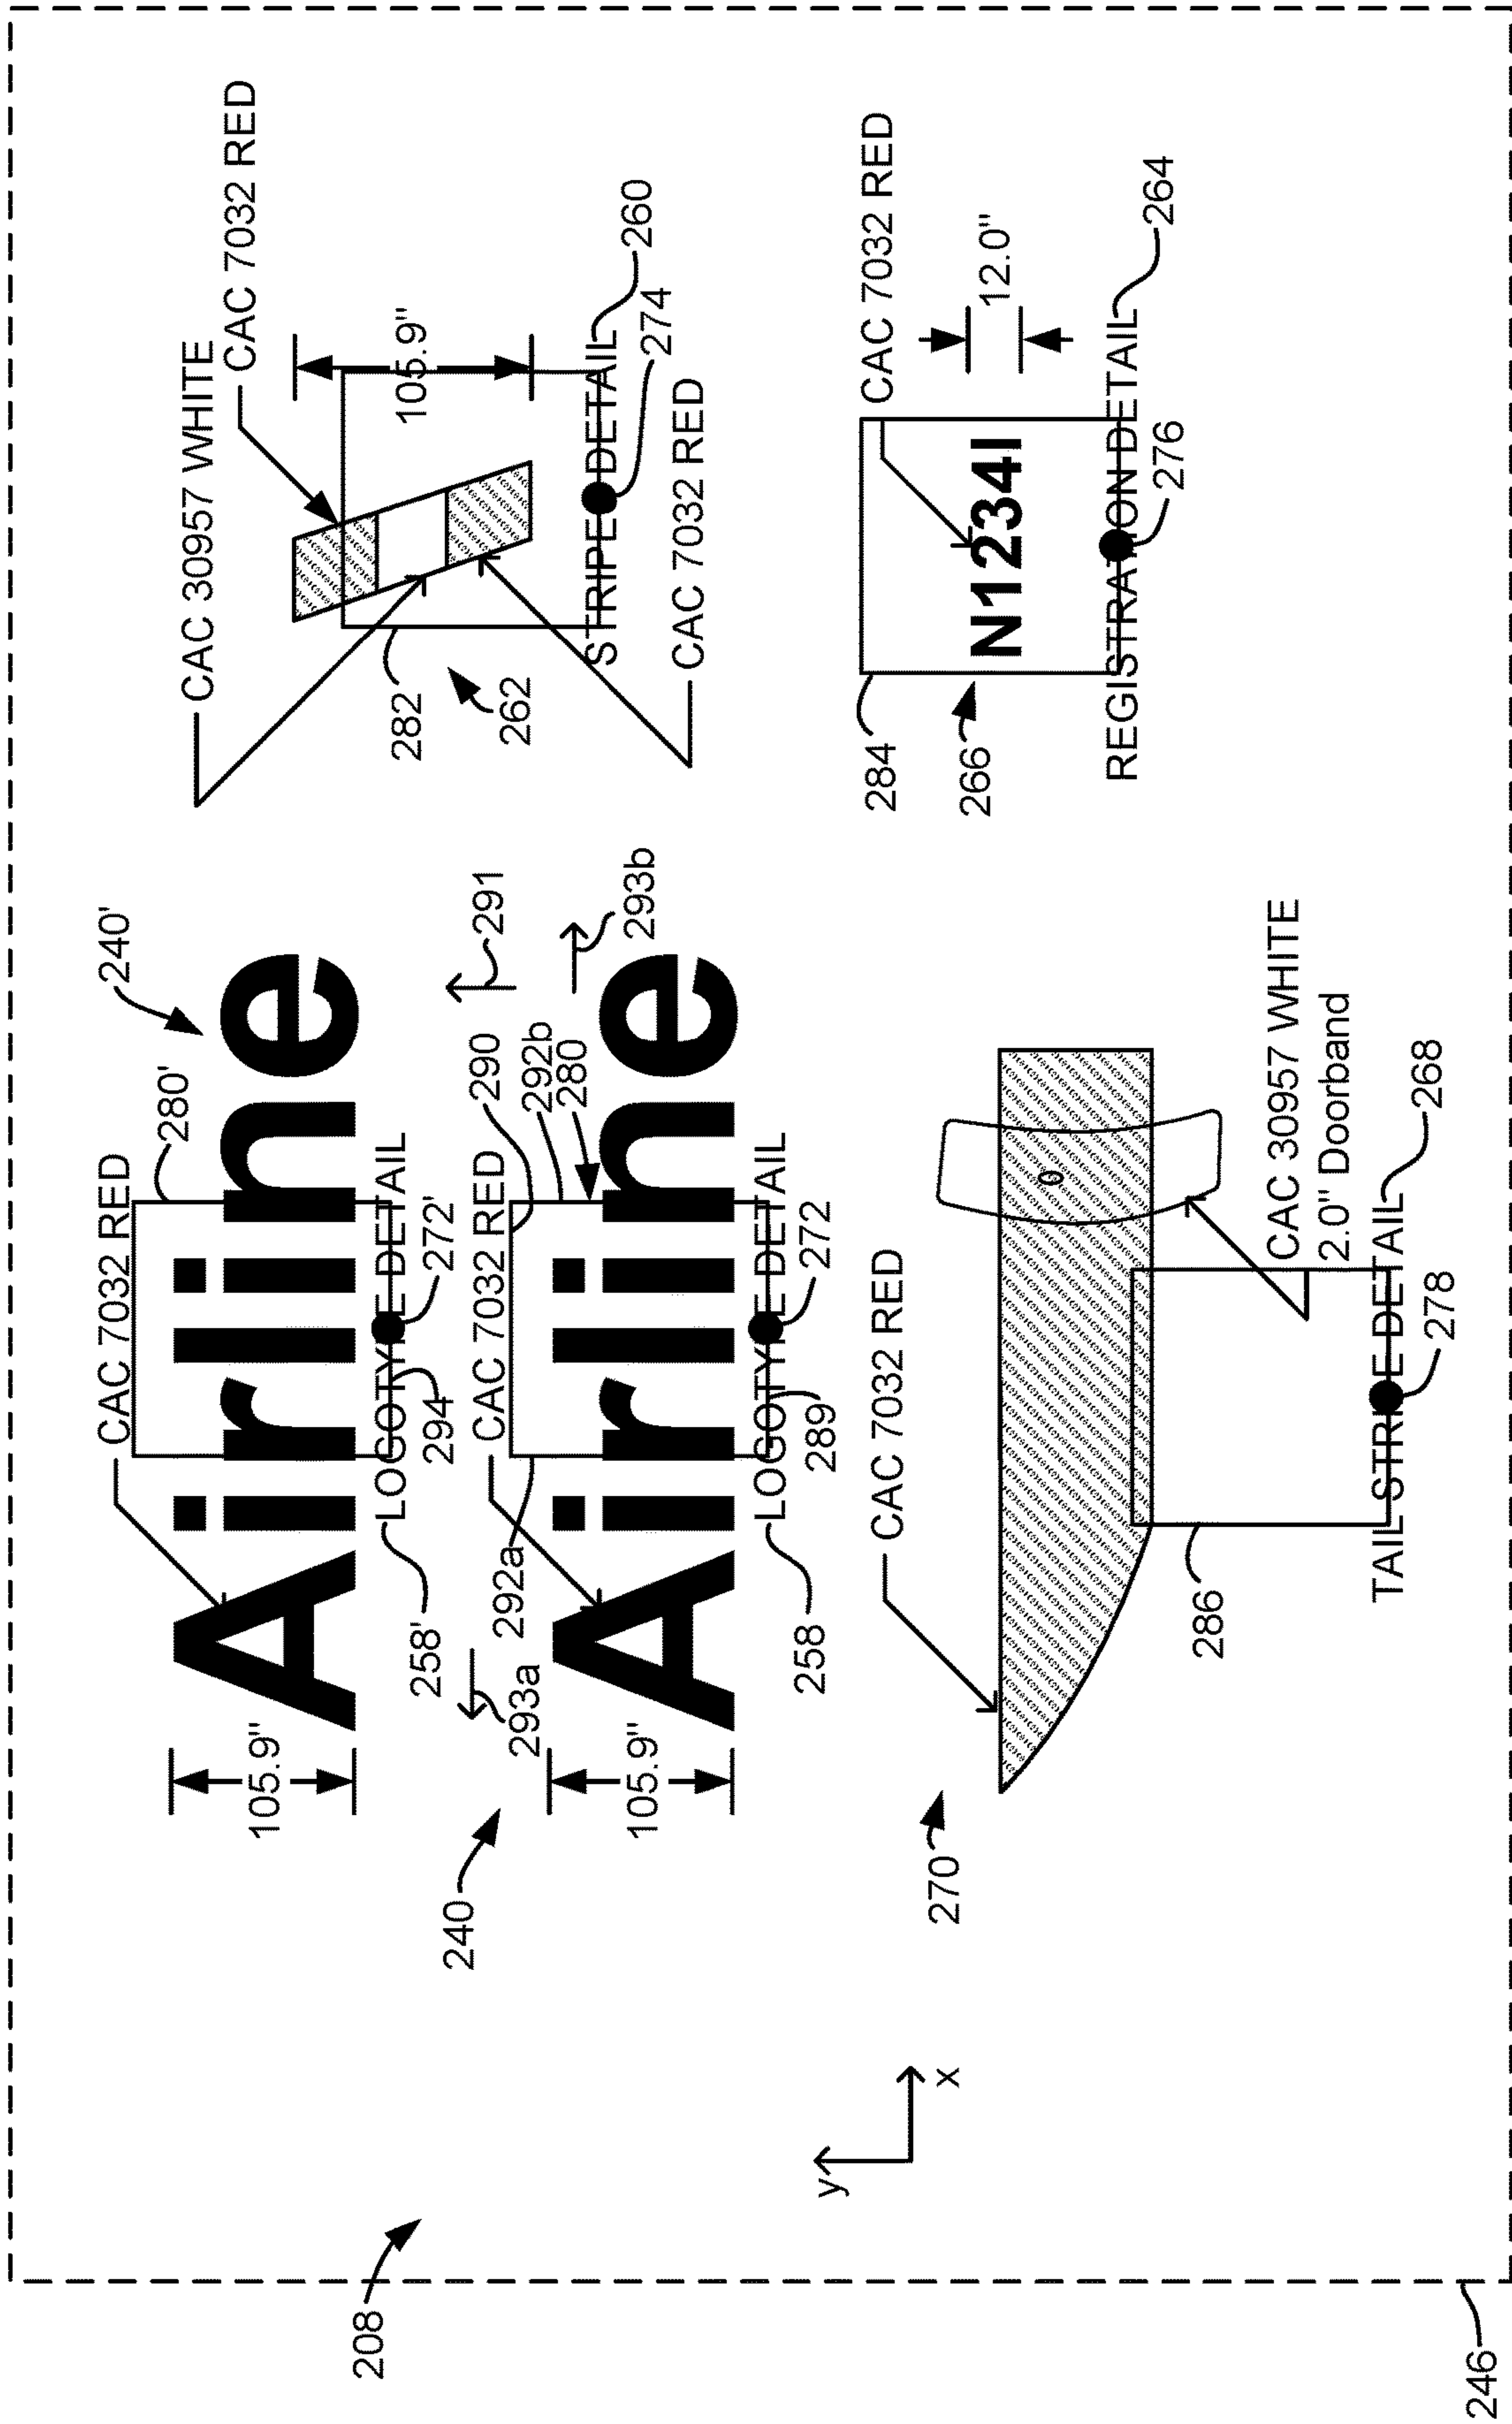 240'
CAC 7032 RED
280'
105.9"
Airline
258'
LOGOTYPE DETAIL
294
272'
291
293b
293a
290
292b
280
292a
CAC 7032 RED
240
105.9"
Airline
258
LOGOTYPE DETAIL
289
272
CAC 30957 WHITE
CAC 7032 RED
105.9"
282
262
STRIPE DETAIL
260
274
CAC 7032 RED
CAC 7032 RED
284
266
N1234I
12.0"
REGISTRATION DETAIL
264
276
CAC 7032 RED
270
0
CAC 30957 WHITE
2.0" Doorband
286
TAIL STRIPE DETAIL
268
278
y
x
208
246